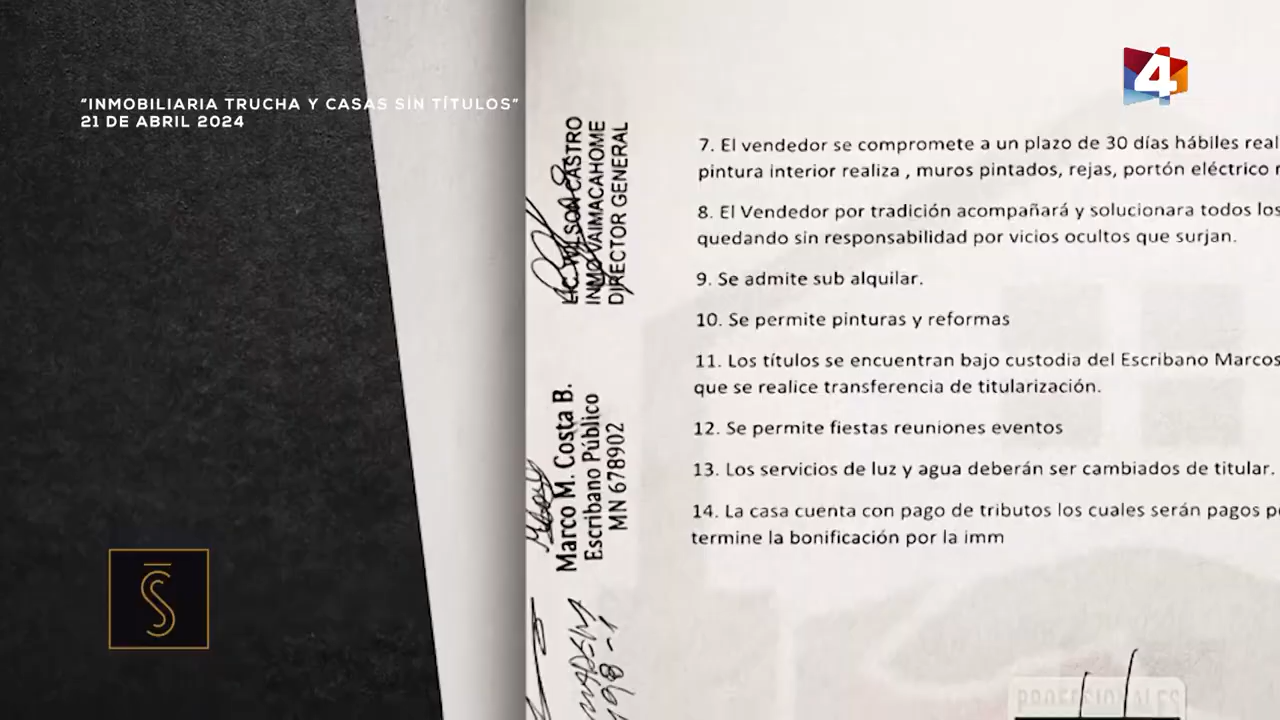 "INMOBILIARIA TRUCHA Y CASAS SIN TÍTULOS"
21 DE ABRIL 2024
4
CASTRO
INMO VAIMACAHOME
DIRECTOR GENERAL
Marco M. Costa B.
Escribano Público
MN 678902
7. El vendedor se compromete a un plazo de 30 días hábiles real
pintura interior realiza , muros pintados, rejas, portón eléctrico
8. El Vendedor por tradición acompañará y solucionara todos los
quedando sin responsabilidad por vicios ocultos que surjan.
9. Se admite sub alquilar.
10. Se permite pinturas y reformas
11. Los títulos se encuentran bajo custodia del Escribano Marcos
que se realice transferencia de titularización.
12. Se permite fiestas reuniones eventos
13. Los servicios de luz y agua deberán ser cambiados de titular.
14. La casa cuenta con pago de tributos los cuales serán pagos
termine la bonificación por la imm
PROFESSIONALES